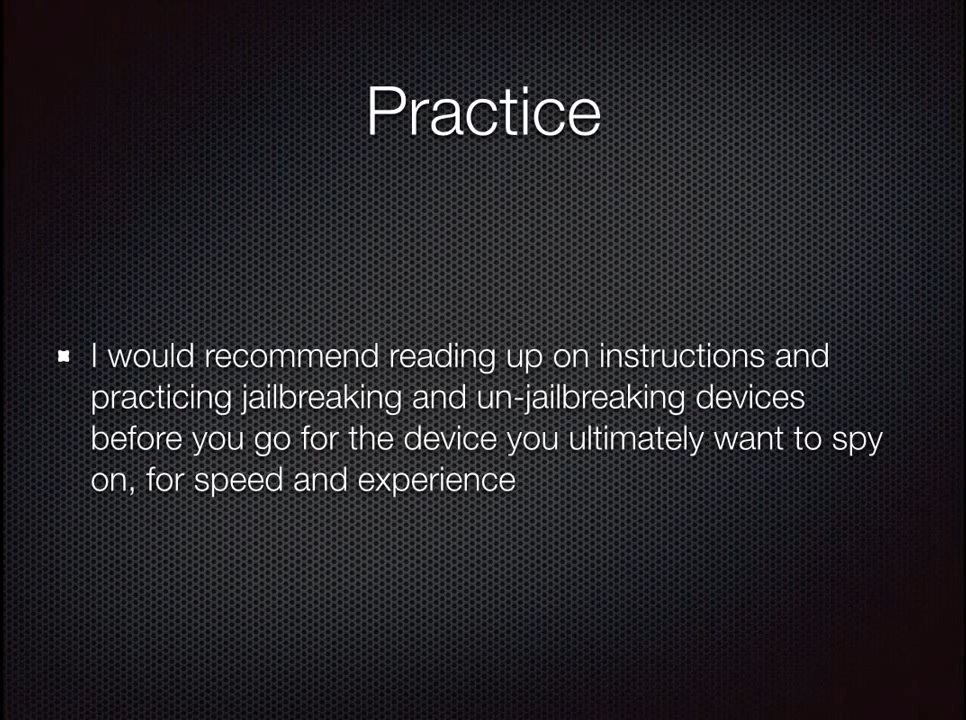 Practice
I would recommend reading up on instructions and
practicing jailbreaking and un-jailbreaking devices
before you go for the device you ultimately want to spy
on, for speed and experience